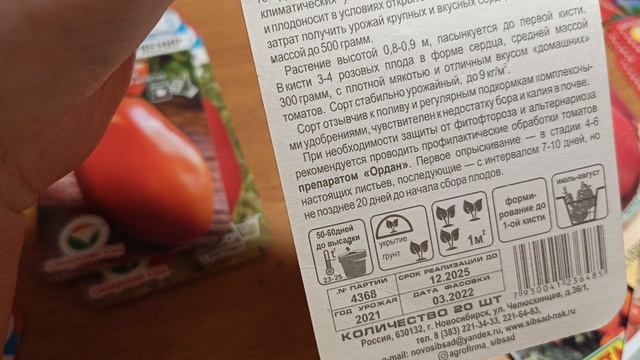 климатических
и плодоносит в условиях открыт
затрат получить урожай крупных и вкусных
массой до 500 грамм.
Растение высотой 0,8-0,9 м, пасынкуется до первой кисти.
В кисти 3-4 розовых плода в форме сердца, средней массой
300 грамм, с плотной мякотью и отличным вкусом «домашних»
томатов. Сорт стабильно урожайный, до 9 кг/м².
Сорт отзывчив к поливу и регулярным подкормкам комплексны-
ми удобрениями, чувствителен к недостатку бора и калия в почве.
При необходимости защиты от фитофтороза и альтернариоза
рекомендуется проводить профилактические обработки томатов
препаратом «Ордан». Первое опрыскивание — в стадии 4-6
настоящих листьев, последующие — с интервалом 7-10 дней, но
не позднее 20 дней до начала сбора плодов.
50-60дней
до высадки
23-25
укрытие
грунт
1м²
форми-
рование до
1-ой кисти
июль-август
№ ПАРТИИ
4368
СРОК РЕАЛИЗАЦИИ ДО
12.2025
ГОД УРОЖАЯ
2021
ДАТА ФАСОВКИ
03.2022
КОЛИЧЕСТВО 20 ШТ
7 930041 236485
Россия, 630132, г. Новосибирск, ул. Челюскинцев, д.36/1,
тел. 8 (383) 221-34-33, 221-64-63,
e-mail: novosibsad@yandex.ru, www.sibsad-nsk.ru
@agrofirma_sibsad